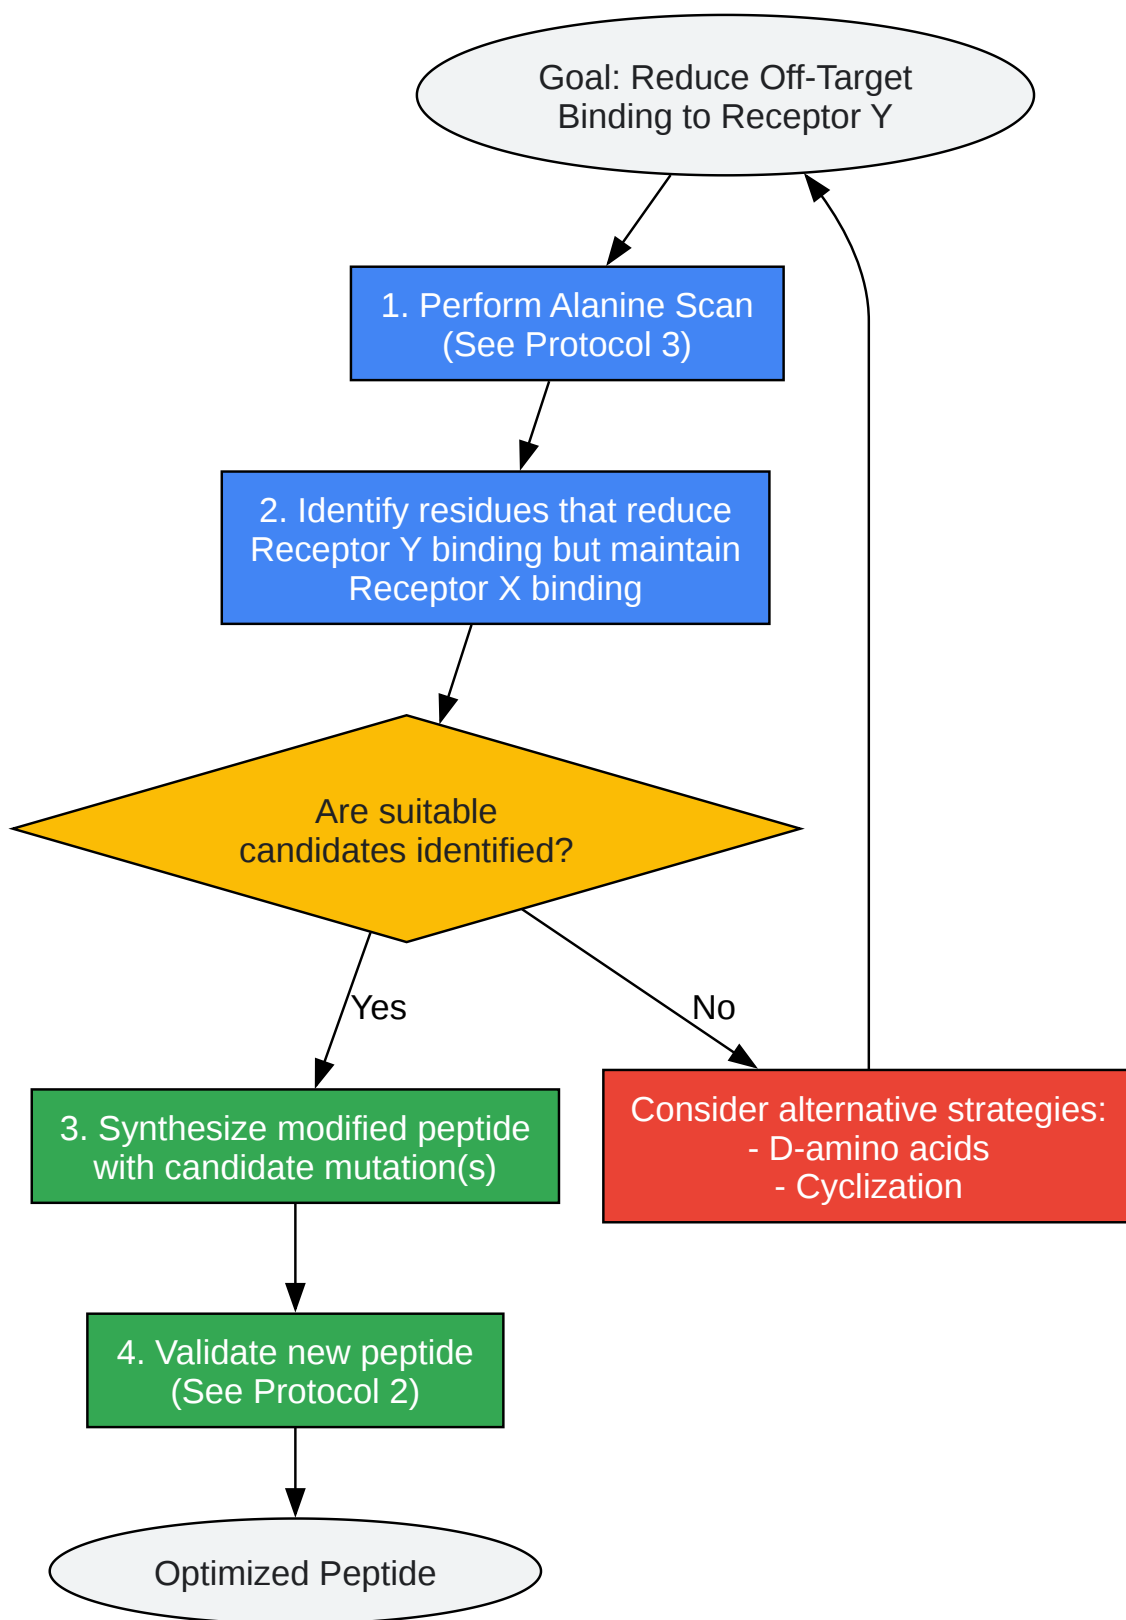 Goal: Reduce Off-Target
Binding to Receptor Y
1. Perform Alanine Scan
(See Protocol 3)
2. Identify residues that reduce
Receptor Y binding but maintain
Receptor X binding
Are suitable
candidates identified?
Yes
No
3. Synthesize modified peptide
with candidate mutation(s)
Consider alternative strategies:
- D-amino acids
- Cyclization
4. Validate new peptide
(See Protocol 2)
Optimized Peptide